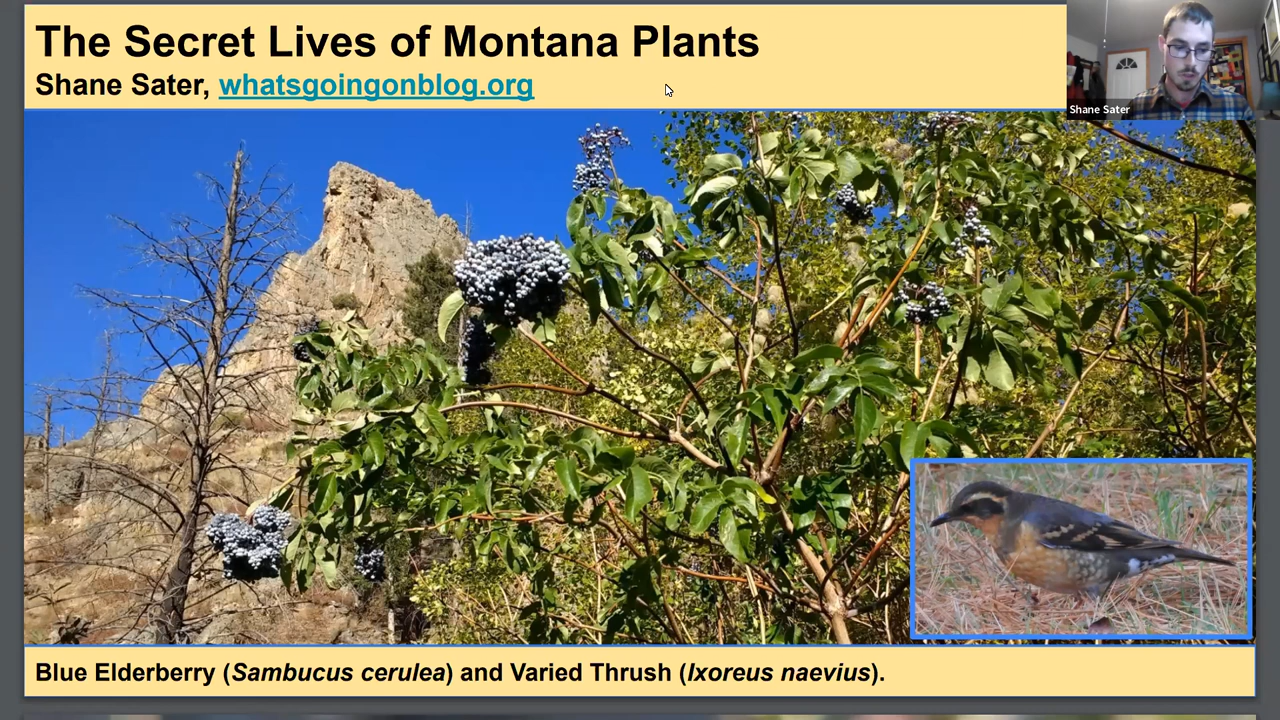 The Secret Lives of Montana Plants
Shane Sater, whatsgoingonblog.org
Shane Sater
Blue Elderberry (Sambucus cerulea) and Varied Thrush (Ixoreus naevius).